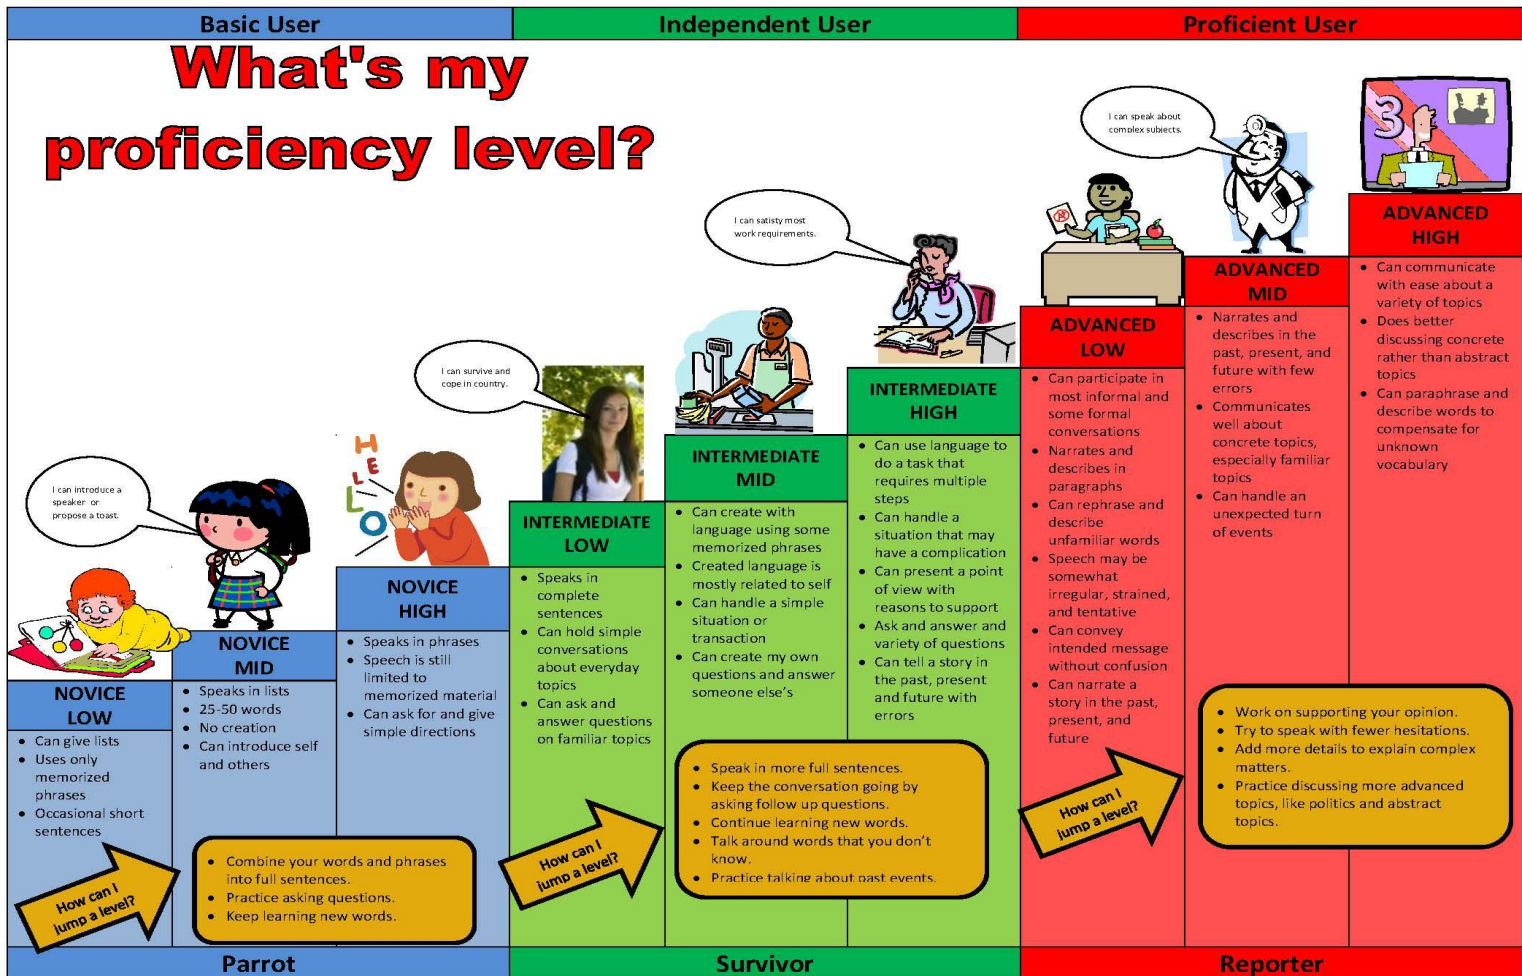 Basic User
Independent User
Proficient User
What's my
proficiency level?
I can introduce a
speaker or
propose a toast.
I can survive and
cope in country.
I can satisfy most
work requirements.
I can speak about
complex subjects.
HELLO
3
NOVICE
LOW
• Can give lists
• Uses only
memorized
phrases
• Occasional short
sentences
NOVICE
MID
• Speaks in lists
• 25-50 words
• No creation
• Can introduce self
and others
NOVICE
HIGH
• Speaks in phrases
• Speech is still
limited to
memorized material
• Can ask for and give
simple directions
How can I
jump a level?
• Combine your words and phrases
into full sentences.
• Practice asking questions.
• Keep learning new words.
INTERMEDIATE
LOW
• Speaks in
complete
sentences
• Can hold simple
conversations
about everyday
topics
• Can ask and
answer questions
on familiar topics
INTERMEDIATE
MID
• Can create with
language using some
memorized phrases
• Created language is
mostly related to self
• Can handle a simple
situation or
transaction
• Can create my own
questions and answer
someone else's
INTERMEDIATE
HIGH
• Can use language to
do a task that
requires multiple
steps
• Can handle a
situation that may
have a complication
• Can present a point
of view with
reasons to support
• Ask and answer and
variety of questions
• Can tell a story in
the past, present
and future with
errors
How can I
jump a level?
• Speak in more full sentences.
• Keep the conversation going by
asking follow up questions.
• Continue learning new words.
• Talk around words that you don't
know.
• Practice talking about past events.
ADVANCED
LOW
• Can participate in
most informal and
some formal
conversations
• Narrates and
describes in
paragraphs
• Can rephrase and
describe
unfamiliar words
• Speech may be
somewhat
irregular, strained,
and tentative
• Can convey
intended message
without confusion
• Can narrate a
story in the past,
present, and
future
ADVANCED
MID
• Narrates and
describes in the
past, present, and
future with few
errors
• Communicates
well about
concrete topics,
especially familiar
topics
• Can handle an
unexpected turn
of events
ADVANCED
HIGH
• Can communicate
with ease about a
variety of topics
• Does better
discussing concrete
rather than abstract
topics
• Can paraphrase and
describe words to
compensate for
unknown
vocabulary
How can I
jump a level?
• Work on supporting your opinion.
• Try to speak with fewer hesitations.
• Add more details to explain complex
matters.
• Practice discussing more advanced
topics, like politics and abstract
topics.
Parrot
Survivor
Reporter